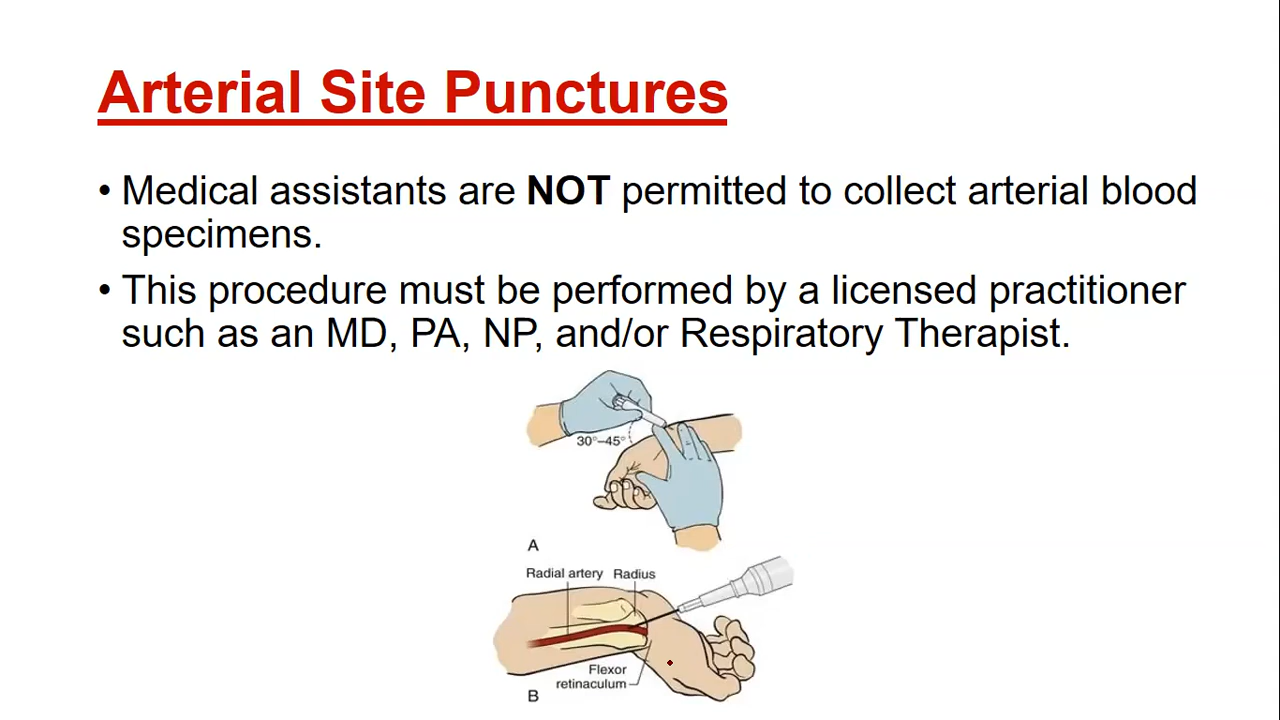 Arterial Site Punctures
• Medical assistants are NOT permitted to collect arterial blood
specimens.
• This procedure must be performed by a licensed practitioner
such as an MD, PA, NP, and/or Respiratory Therapist.
30°–45°
A
Radial artery Radius
Flexor
retinaculum
B